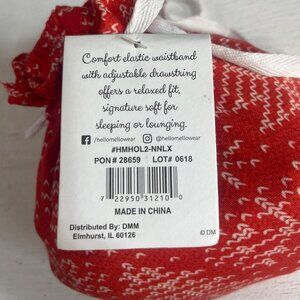 Comfort elastic waistband
with adjustable drawstring
offers a relaxed fit,
signature soft for
sleeping or lounging.
/hellomellowear @hellomellowear
#HMHOL2-NNLX
PON # 28659 LOT# 0618
7 22950 31210 0
MADE IN CHINA
Distributed By: DMM
Elmhurst, IL 60126
© DM